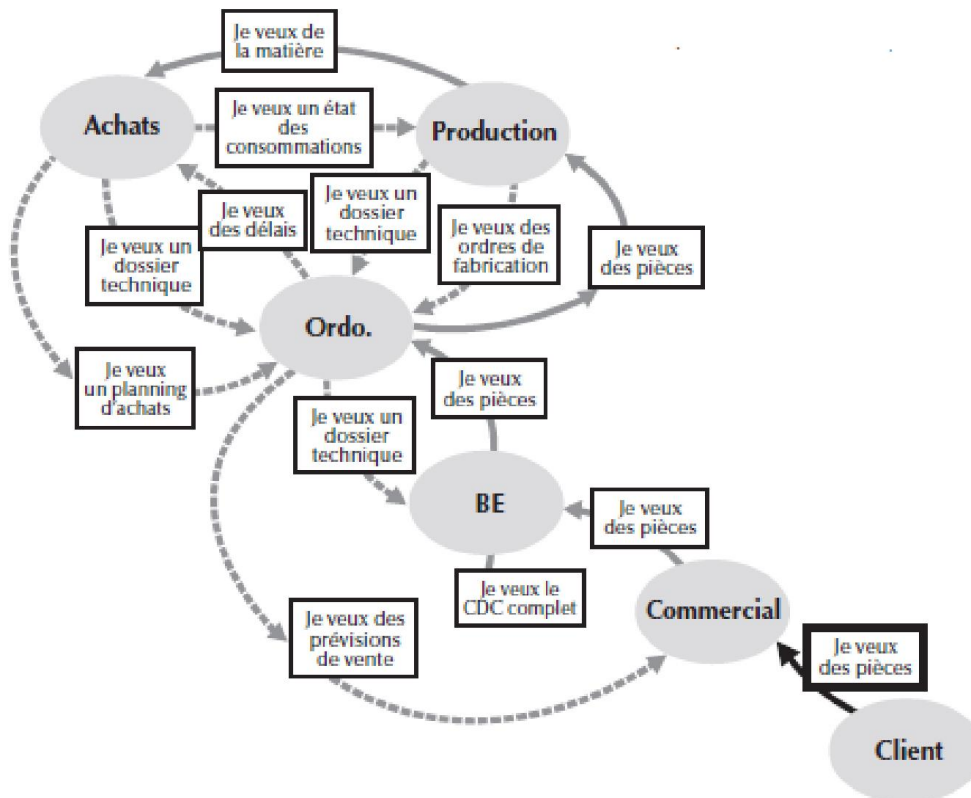 Je veux de
la matière
Achats
Je veux un état
des
consommations
Production
Je veux
des délais
Je veux un
dossier
technique
Je veux un
dossier
technique
Je veux des
ordres de
fabrication
Je veux
des pièces
Ordo.
Je veux
un planning
d'achats
Je veux
des pièces
Je veux un
dossier
technique
BE
Je veux
des pièces
Je veux le
CDC complet
Commercial
Je veux des
prévisions
de vente
Je veux
des pièces
Client